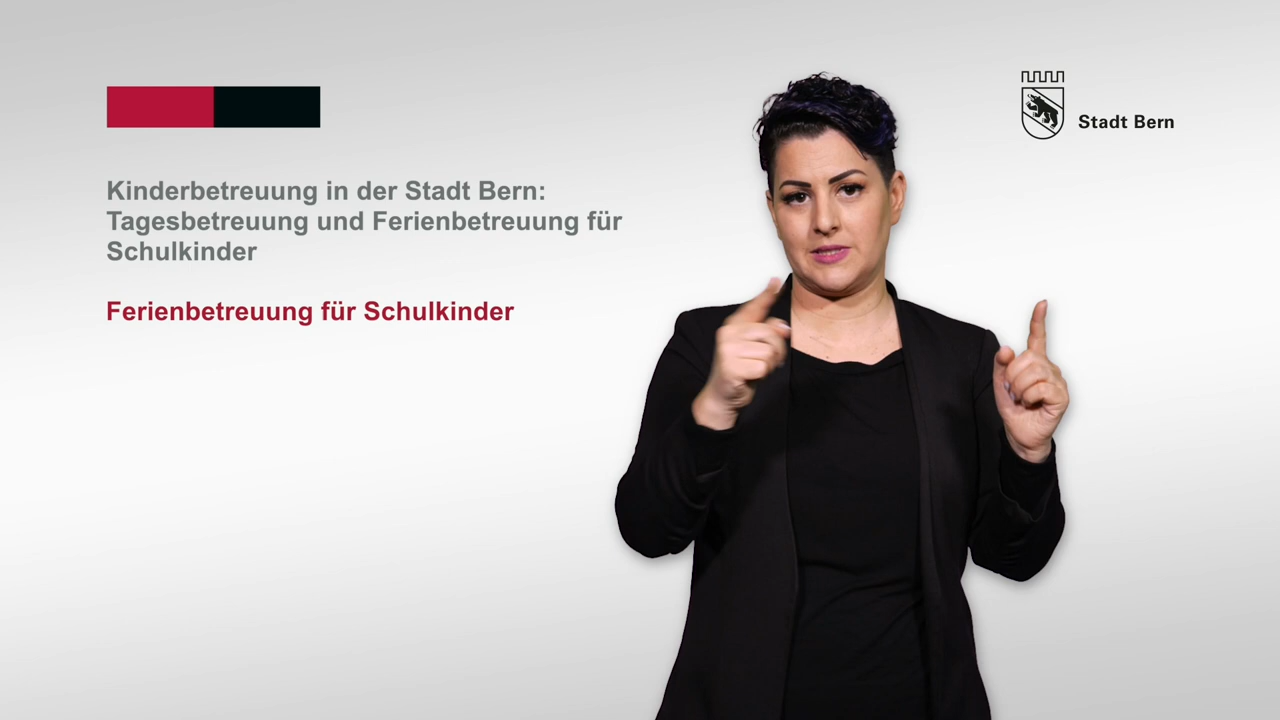 Stadt Bern
Kinderbetreuung in der Stadt Bern:
Tagesbetreuung und Ferienbetreuung für
Schulkinder
Ferienbetreuung für Schulkinder